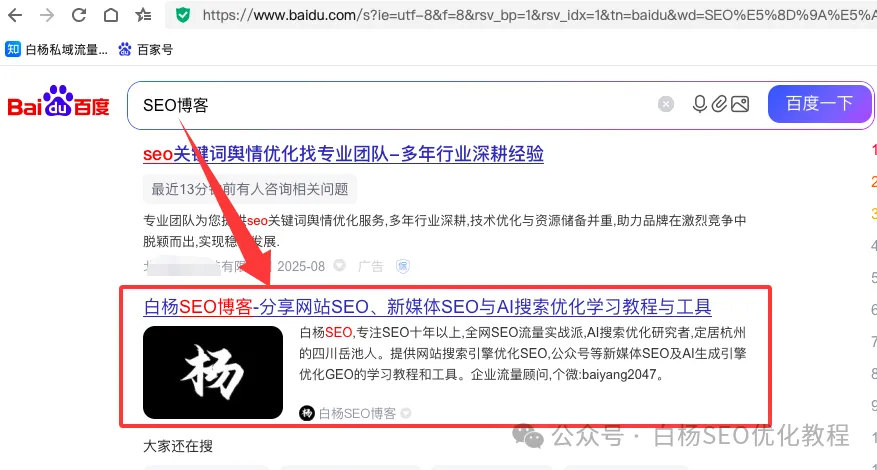 https://www.baidu.com/s?ie=utf-8&f=8&rsv_bp=1&rsv_idx=1&tn=baidu&wd=SEO%E5%8D%9A%E5%
知 白杨私域流量... 百家号
Bai du 百度 SEO博客 百度一下
seo关键词舆情优化找专业团队-多年行业深耕经验
最近13分钟前有人咨询相关问题
专业团队为您提供seo关键词舆情优化服务,多年行业深耕,技术优化与资源储备并重,助力品牌在激烈竞争中
脱颖而出,实现稳 发展.
有限 2025-08 广告 保
白杨SEO博客-分享网站SEO、新媒体SEO与AI搜索优化学习教程与工具
杨
白杨SEO,专注SEO十年以上,全网SEO流量实战派,AI搜索优化研究者,定居杭州
的四川岳池人。提供网站搜索引擎优化SEO,公众号等新媒体SEO及AI生成引擎
优化GEO的学习教程和工具。企业流量顾问,个微:baiyang2047。
杨 白杨SEO博客
公众号 · 白杨SEO优化教程
大家还在搜